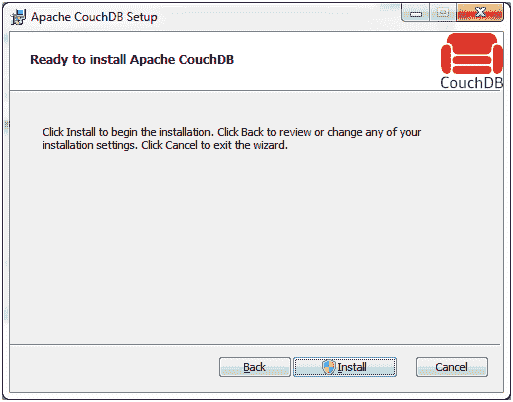 Apache CouchDB Setup
Ready to install Apache CouchDB
CouchDB
Click Install to begin the installation. Click Back to review or change any of your
installation settings. Click Cancel to exit the wizard.
Back
Install
Cancel